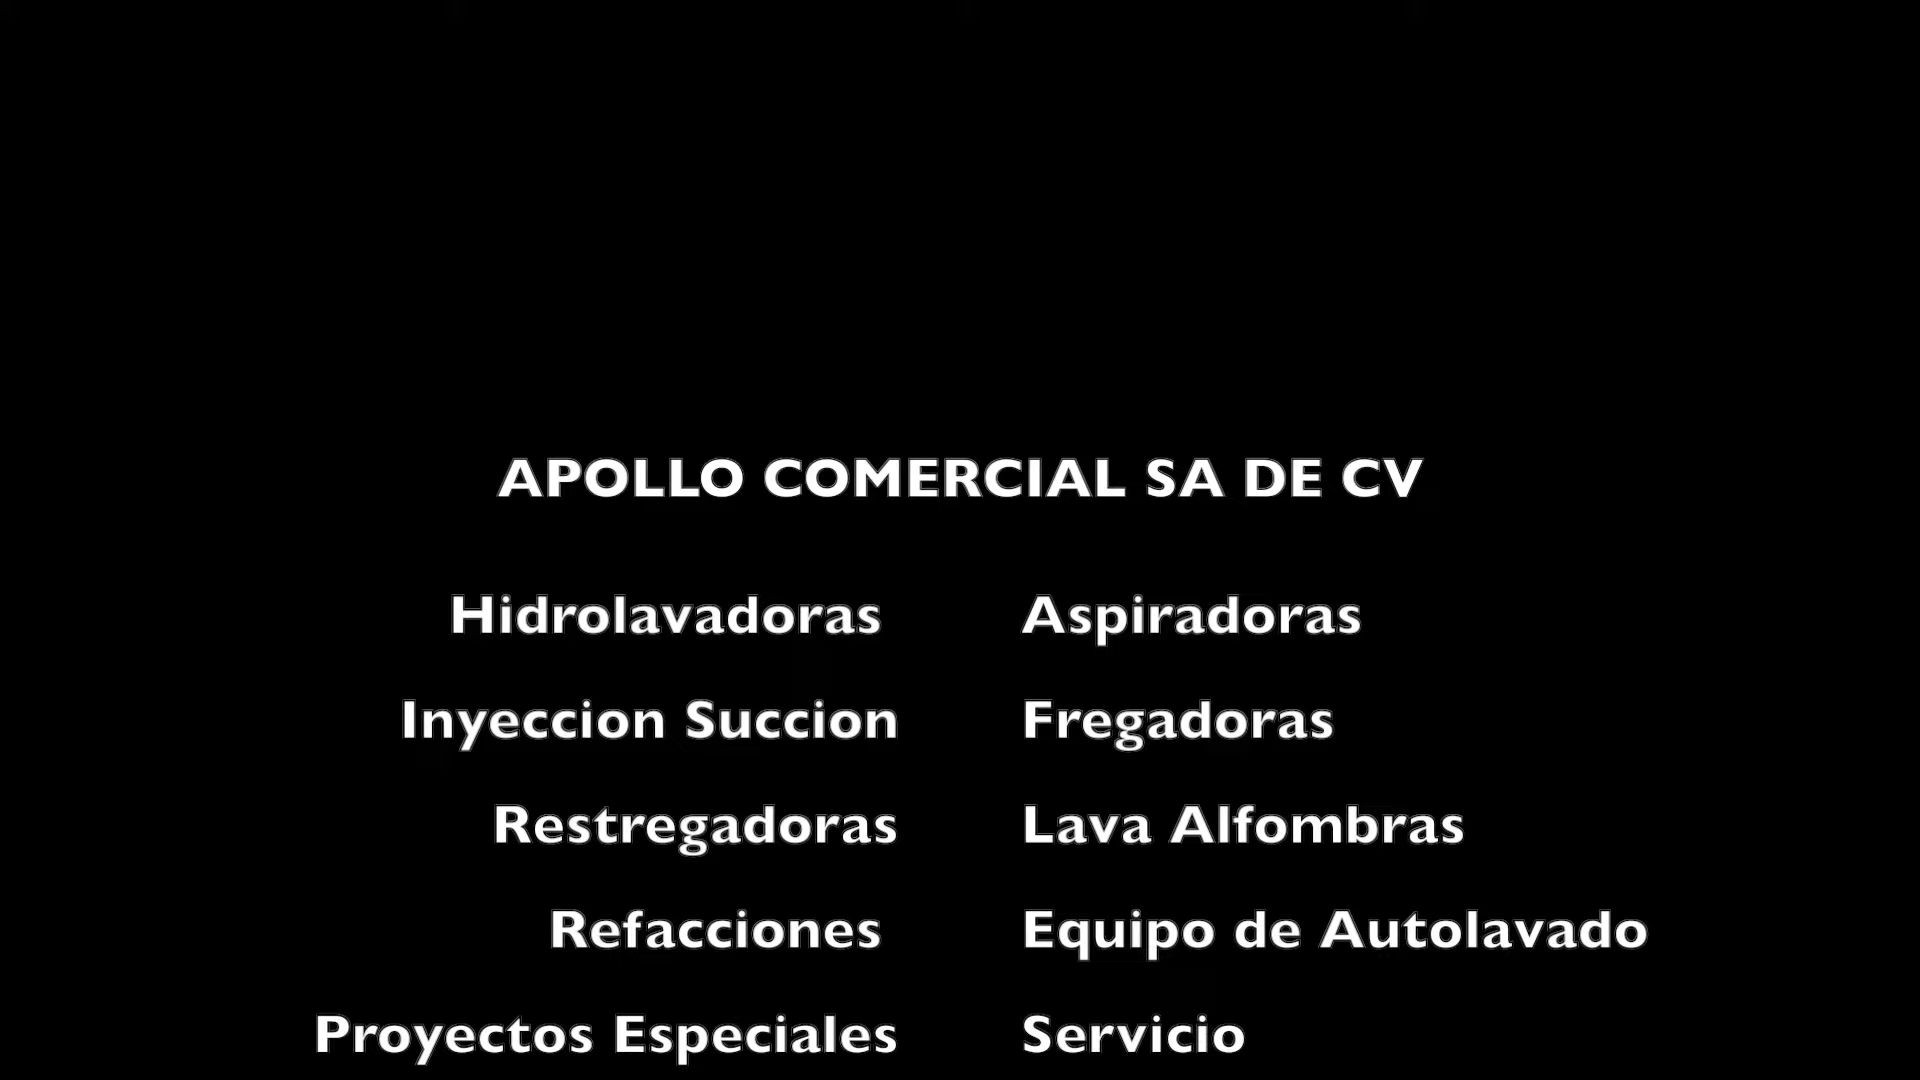 APOLLO COMERCIAL SA DE CV
Hidrolavadoras Aspiradoras
Inyeccion Succion Fregadoras
Restregadoras Lava Alfombras
Refacciones Equipo de Autolavado
Proyectos Especiales Servicio